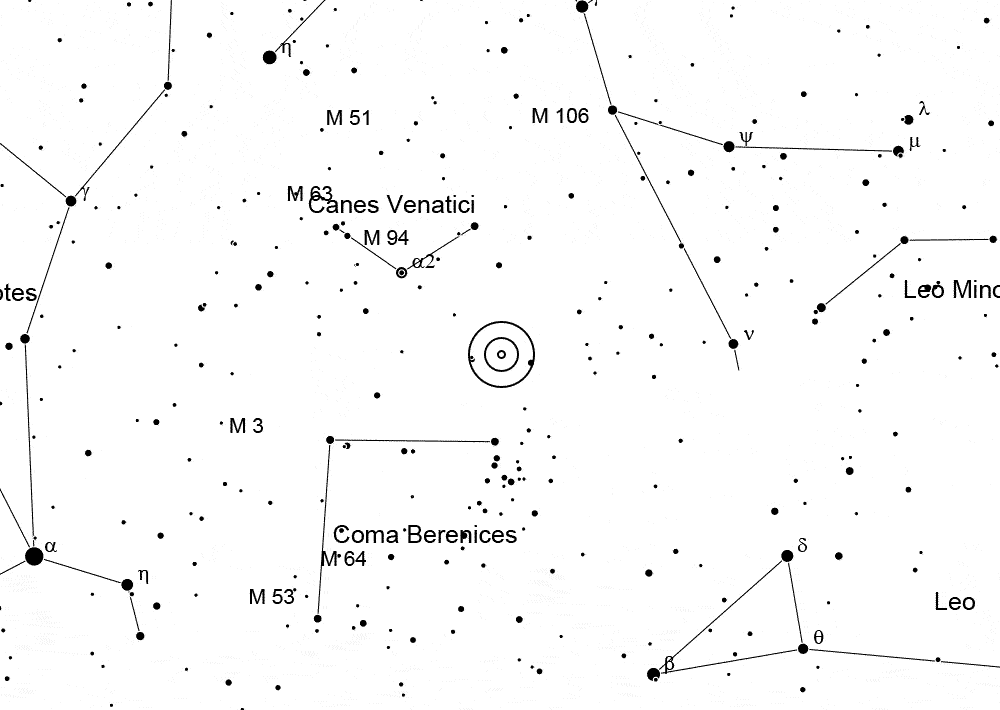 η
λ
M 51
M 106
ψ
μ
γ
M 63
Canes Venatici
M 94
α2
otes
Leo Mino
ν
M 3
Coma Berenices
α
δ
M 64
η
M 53
Leo
θ
β